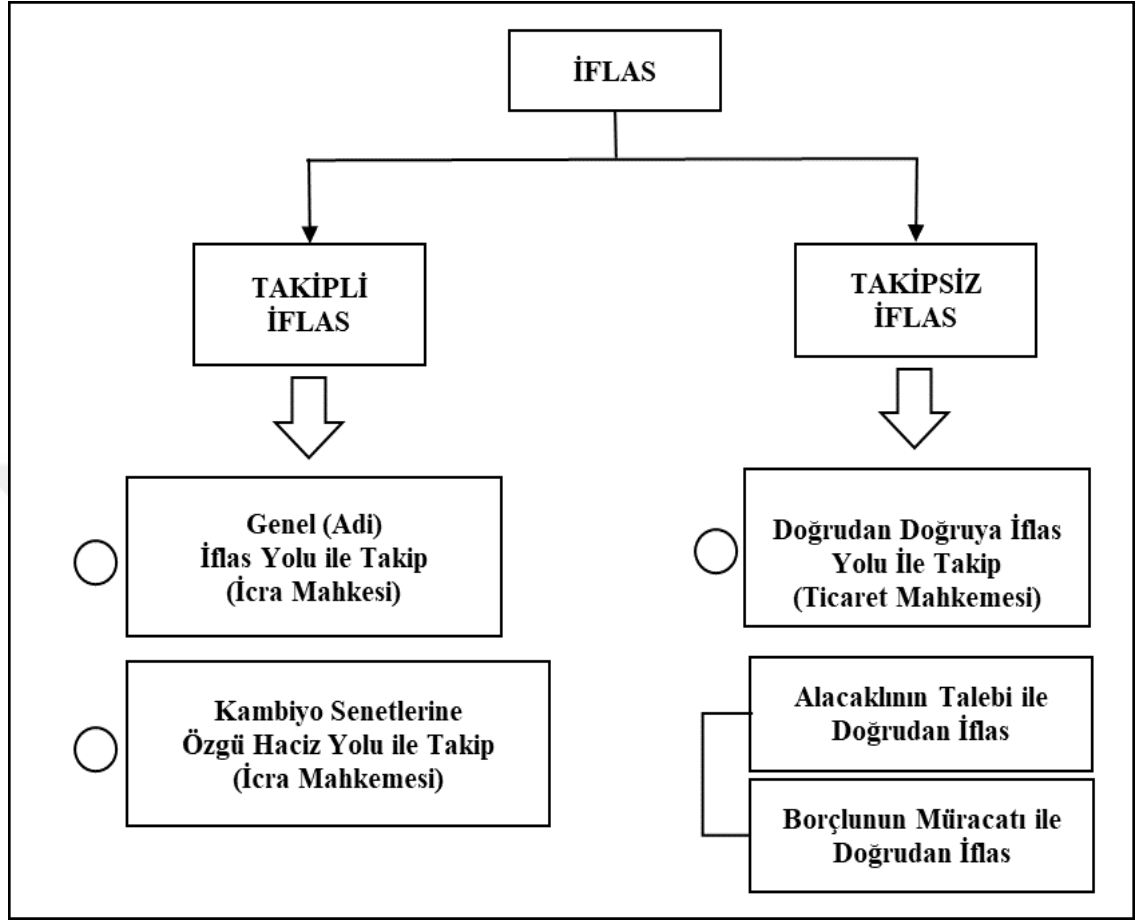 İFLAS
TAKİPLİ
İFLAS
TAKİPSİZ
İFLAS
Genel (Adi)
İflas Yolu ile Takip
(İcra Mahkesi)
Kambiyo Senetlerine
Özgü Haciz Yolu ile Takip
(İcra Mahkemesi)
Doğrudan Doğruya İflas
Yolu İle Takip
(Ticaret Mahkemesi)
Alacaklının Talebi ile
Doğrudan İflas
Borçlunun Müracatı ile
Doğrudan İflas